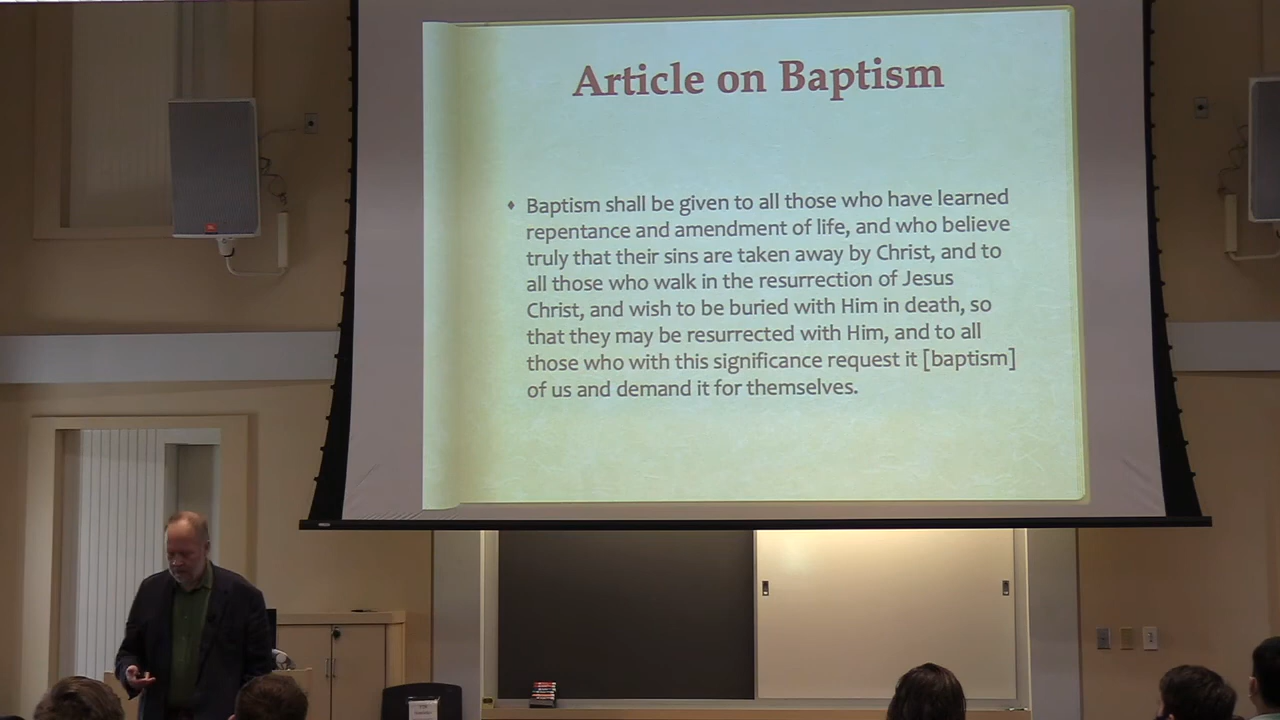 Article on Baptism
Baptism shall be given to all those who have learned
repentance and amendment of life, and who believe
truly that their sins are taken away by Christ, and to
all those who walk in the resurrection of Jesus
Christ, and wish to be buried with Him in death, so
that they may be resurrected with Him, and to all
those who with this significance request it [baptism]
of us and demand it for themselves.